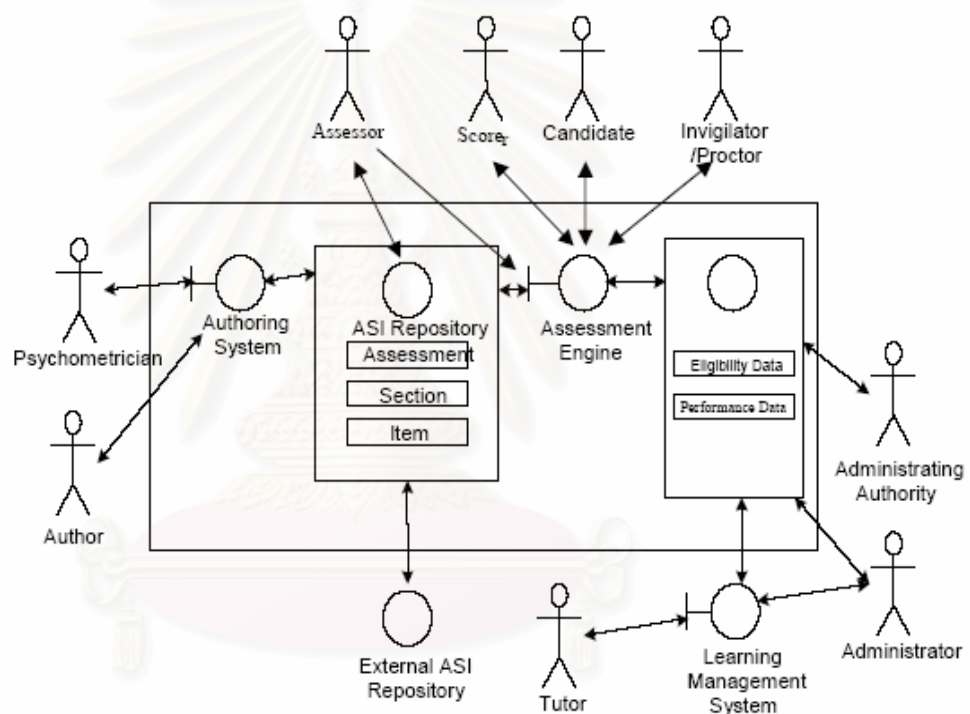 Assessor
Scorer
Candidate
Invigilator
/Proctor
Psychometrician
Authoring
System
ASI Repository
Assessment
Section
Item
Assessment
Engine
Eligibility Data
Performance Data
Author
Administrating
Authority
External ASI
Repository
Tutor
Learning
Management
System
Administrator